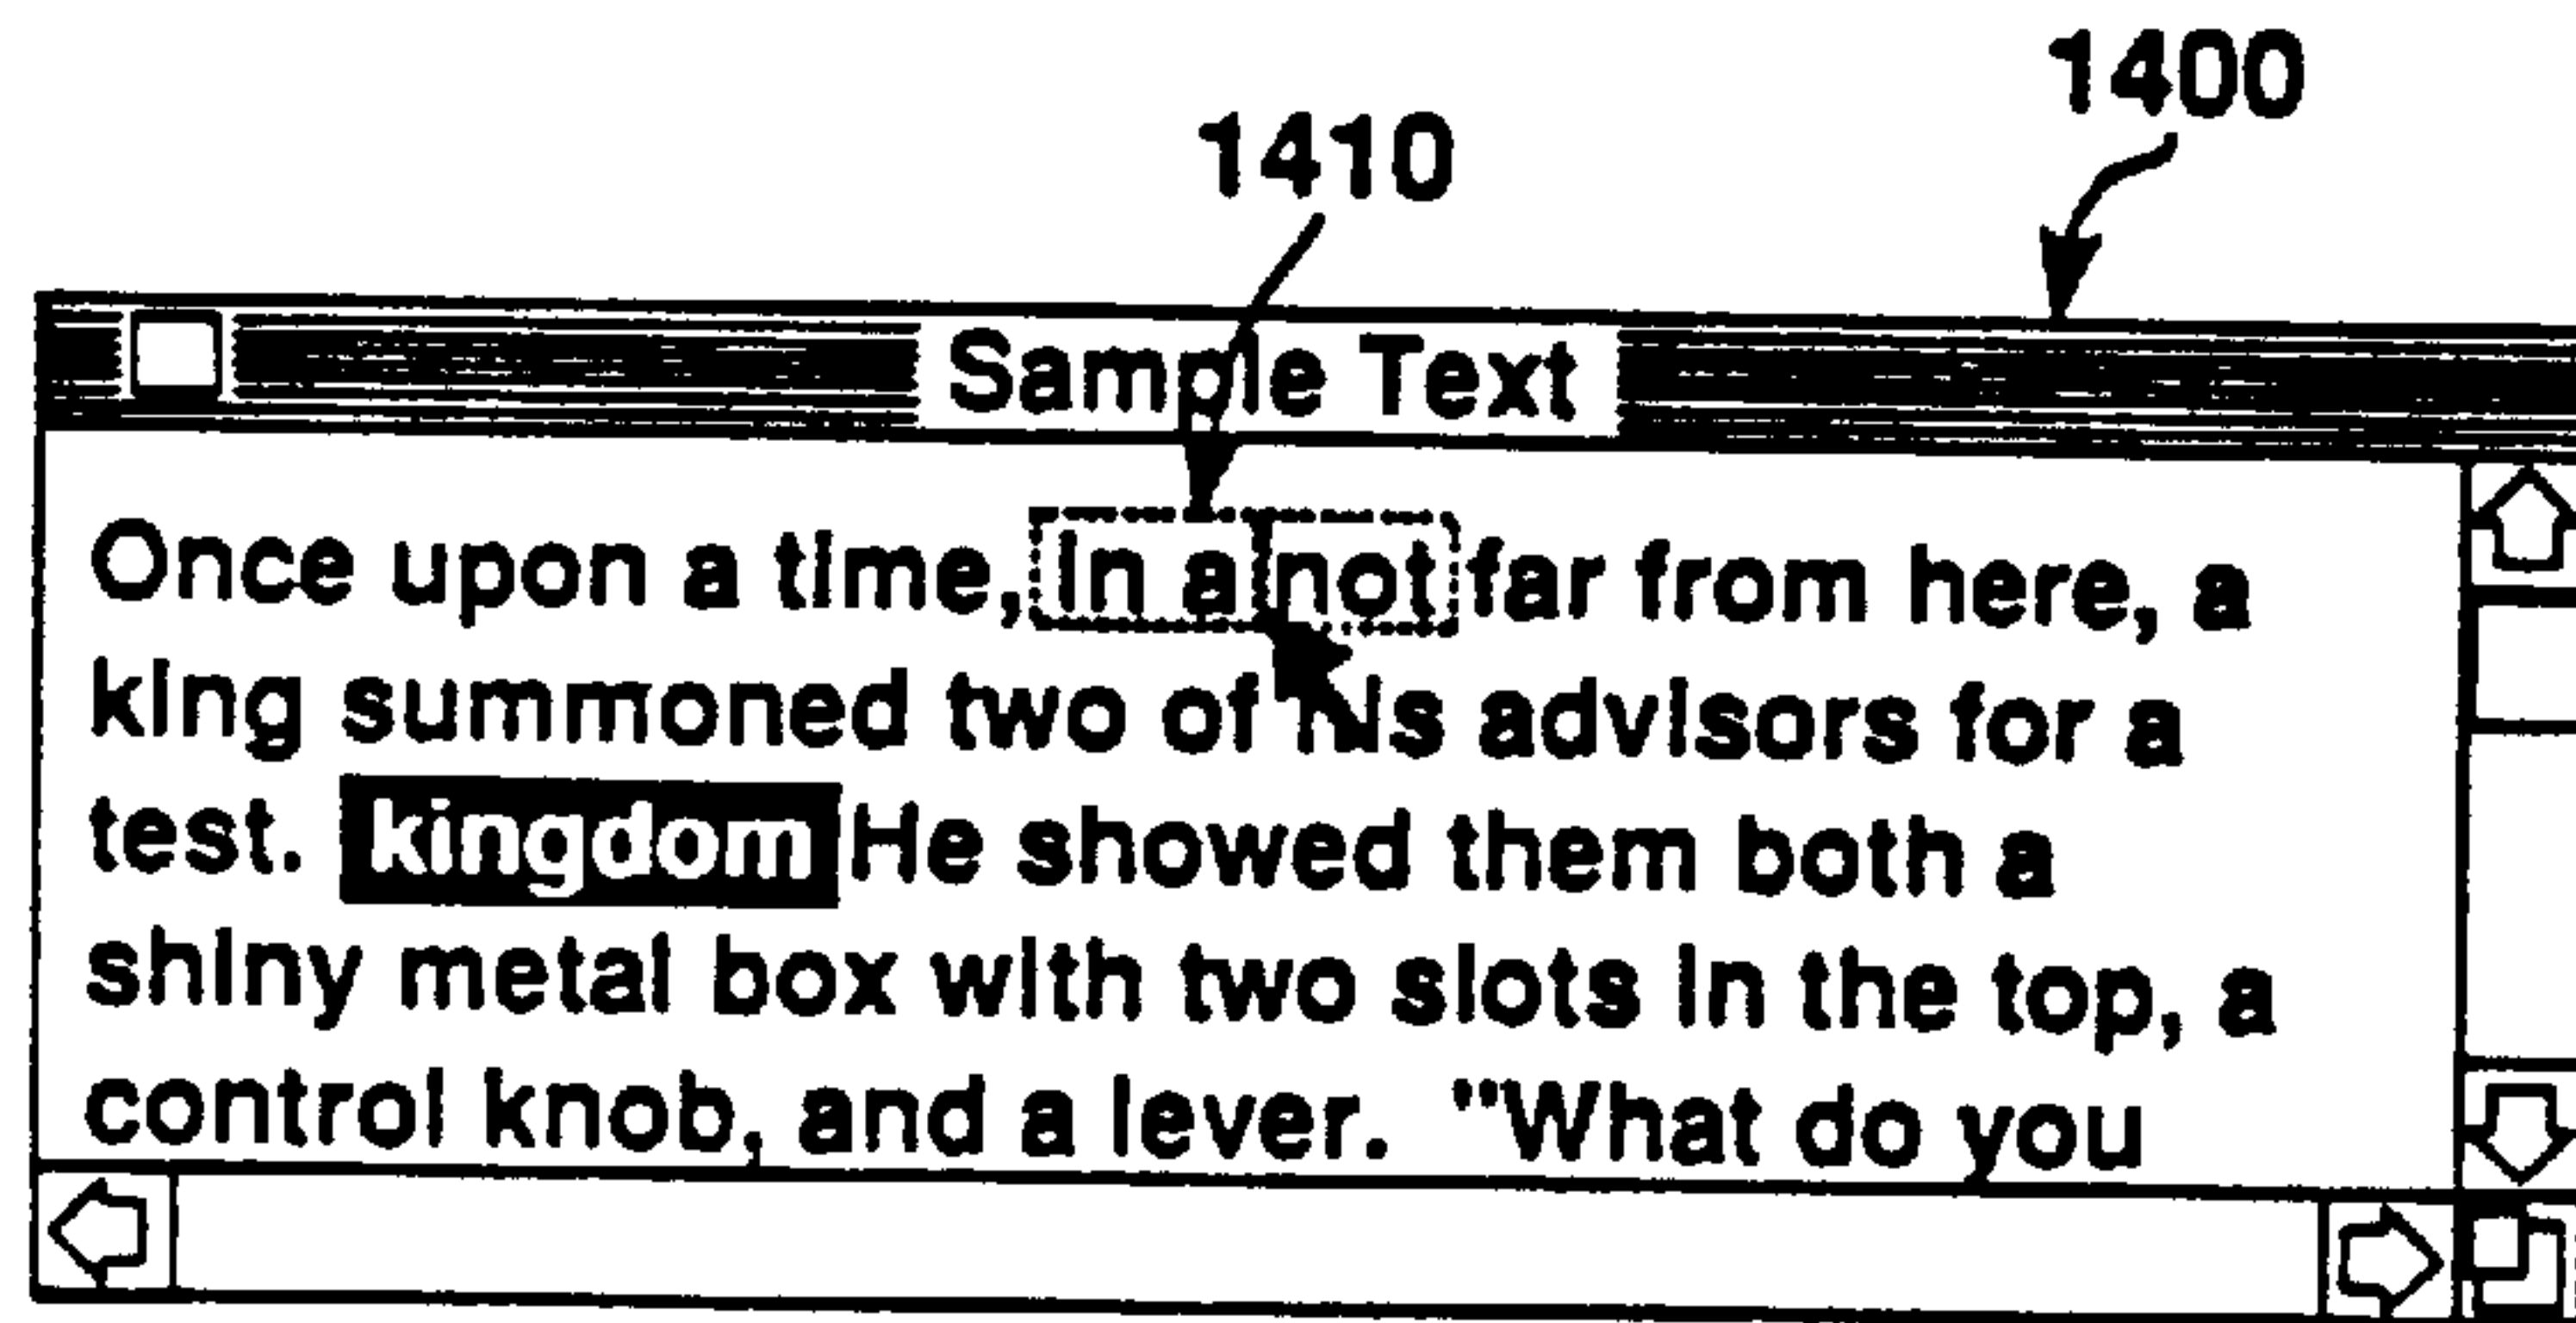 1400
1410
Sample Text
Once upon a time, in a not far from here, a
king summoned two of his advisors for a
test. kingdom He showed them both a
shiny metal box with two slots in the top, a
control knob, and a lever. "What do you